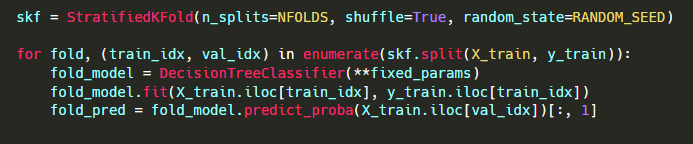 skf = StratifiedKFold(n_splits=NFOLDS, shuffle=True, random_state=RANDOM_SEED)
for fold, (train_idx, val_idx) in enumerate(skf.split(X_train, y_train)):
    fold_model = DecisionTreeClassifier(**fixed_params)
    fold_model.fit(X_train.iloc[train_idx], y_train.iloc[train_idx])
    fold_pred = fold_model.predict_proba(X_train.iloc[val_idx])[:, 1]